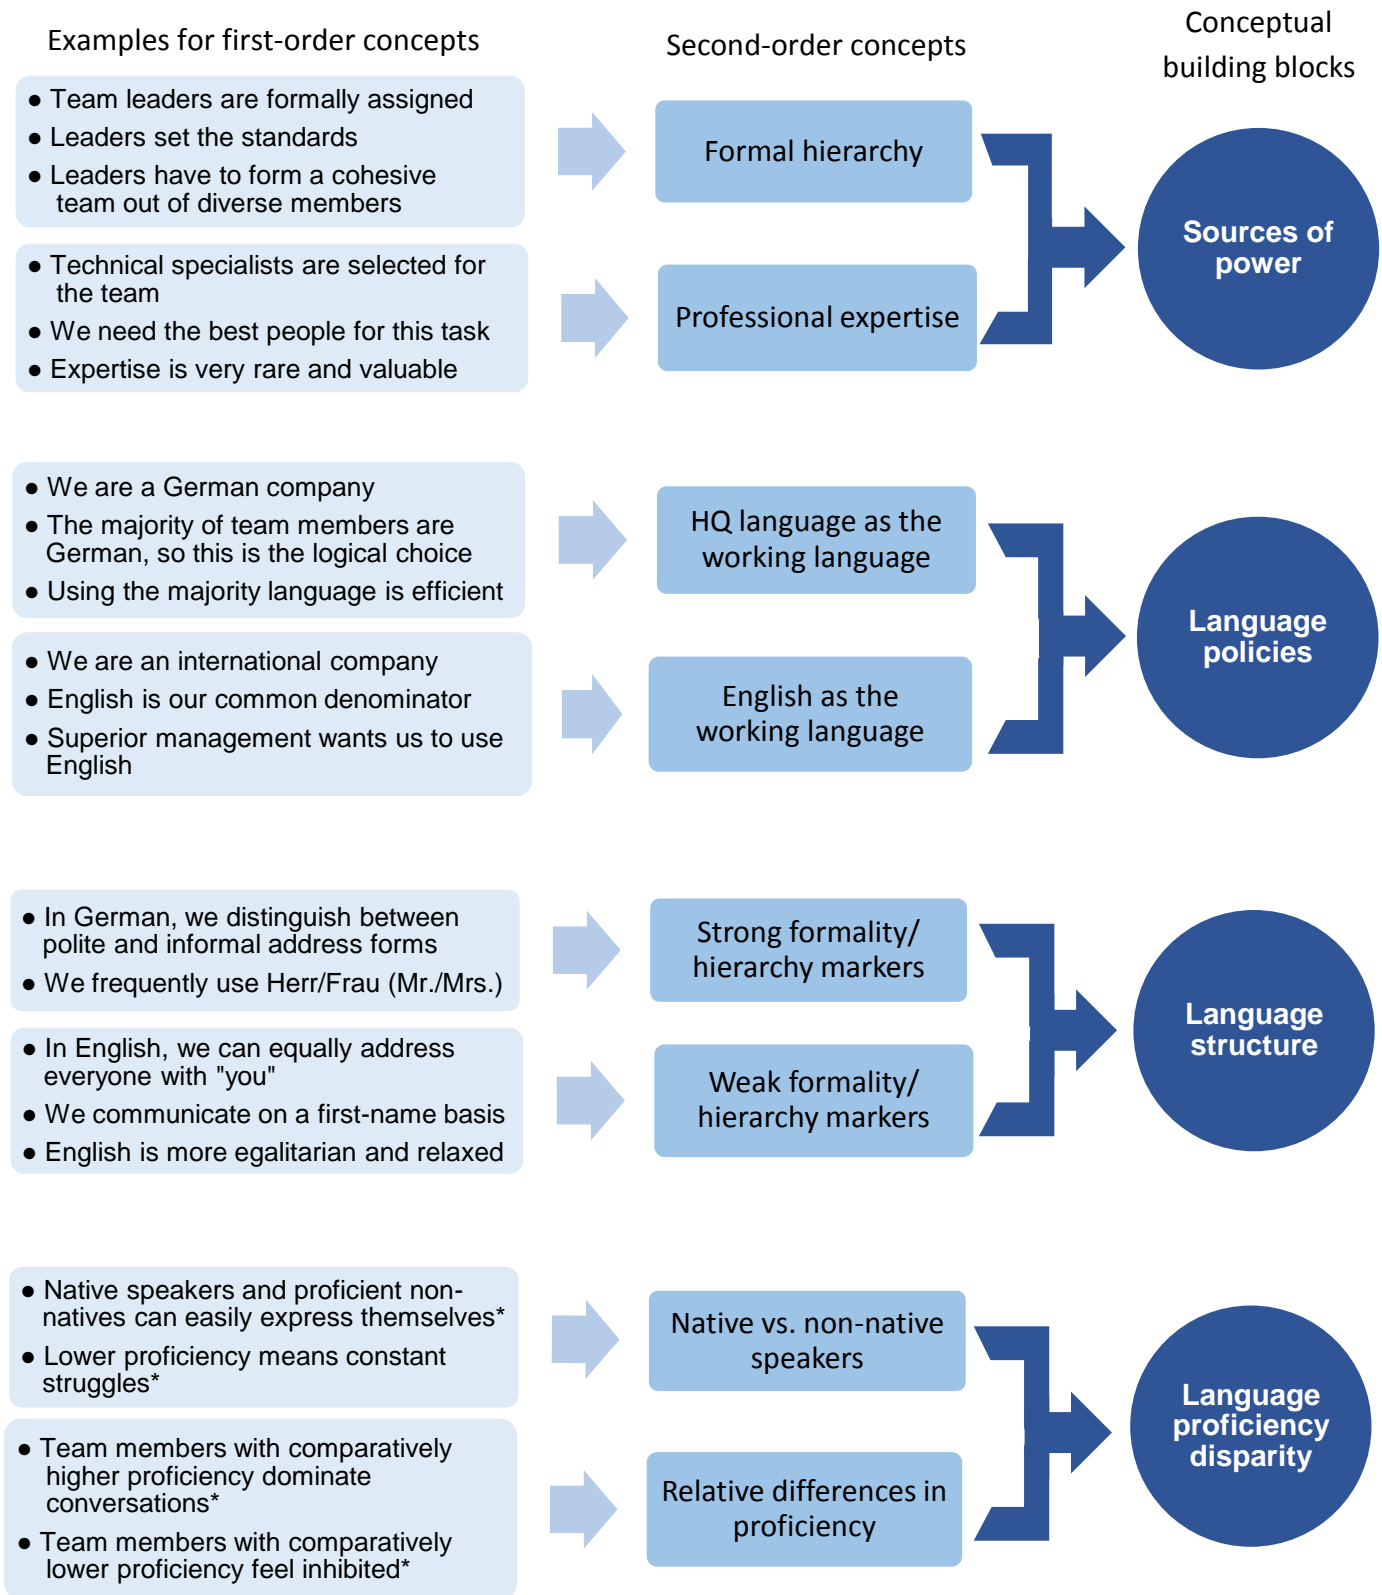 Examples for first-order concepts
Second-order concepts
Conceptual
building blocks
● Team leaders are formally assigned
● Leaders set the standards
● Leaders have to form a cohesive
team out of diverse members
Formal hierarchy
● Technical specialists are selected for
the team
● We need the best people for this task
● Expertise is very rare and valuable
Professional expertise
Sources of
power
● We are a German company
● The majority of team members are
German, so this is the logical choice
● Using the majority language is efficient
HQ language as the
working language
● We are an international company
● English is our common denominator
● Superior management wants us to use
English
English as the
working language
Language
policies
● In German, we distinguish between
polite and informal address forms
● We frequently use Herr/Frau (Mr./Mrs.)
Strong formality/
hierarchy markers
● In English, we can equally address
everyone with "you"
● We communicate on a first-name basis
● English is more egalitarian and relaxed
Weak formality/
hierarchy markers
Language
structure
● Native speakers and proficient non-
natives can easily express themselves*
● Lower proficiency means constant
struggles*
Native vs. non-native
speakers
● Team members with comparatively
higher proficiency dominate
conversations*
● Team members with comparatively
lower proficiency feel inhibited*
Relative differences in
proficiency
Language
proficiency
disparity